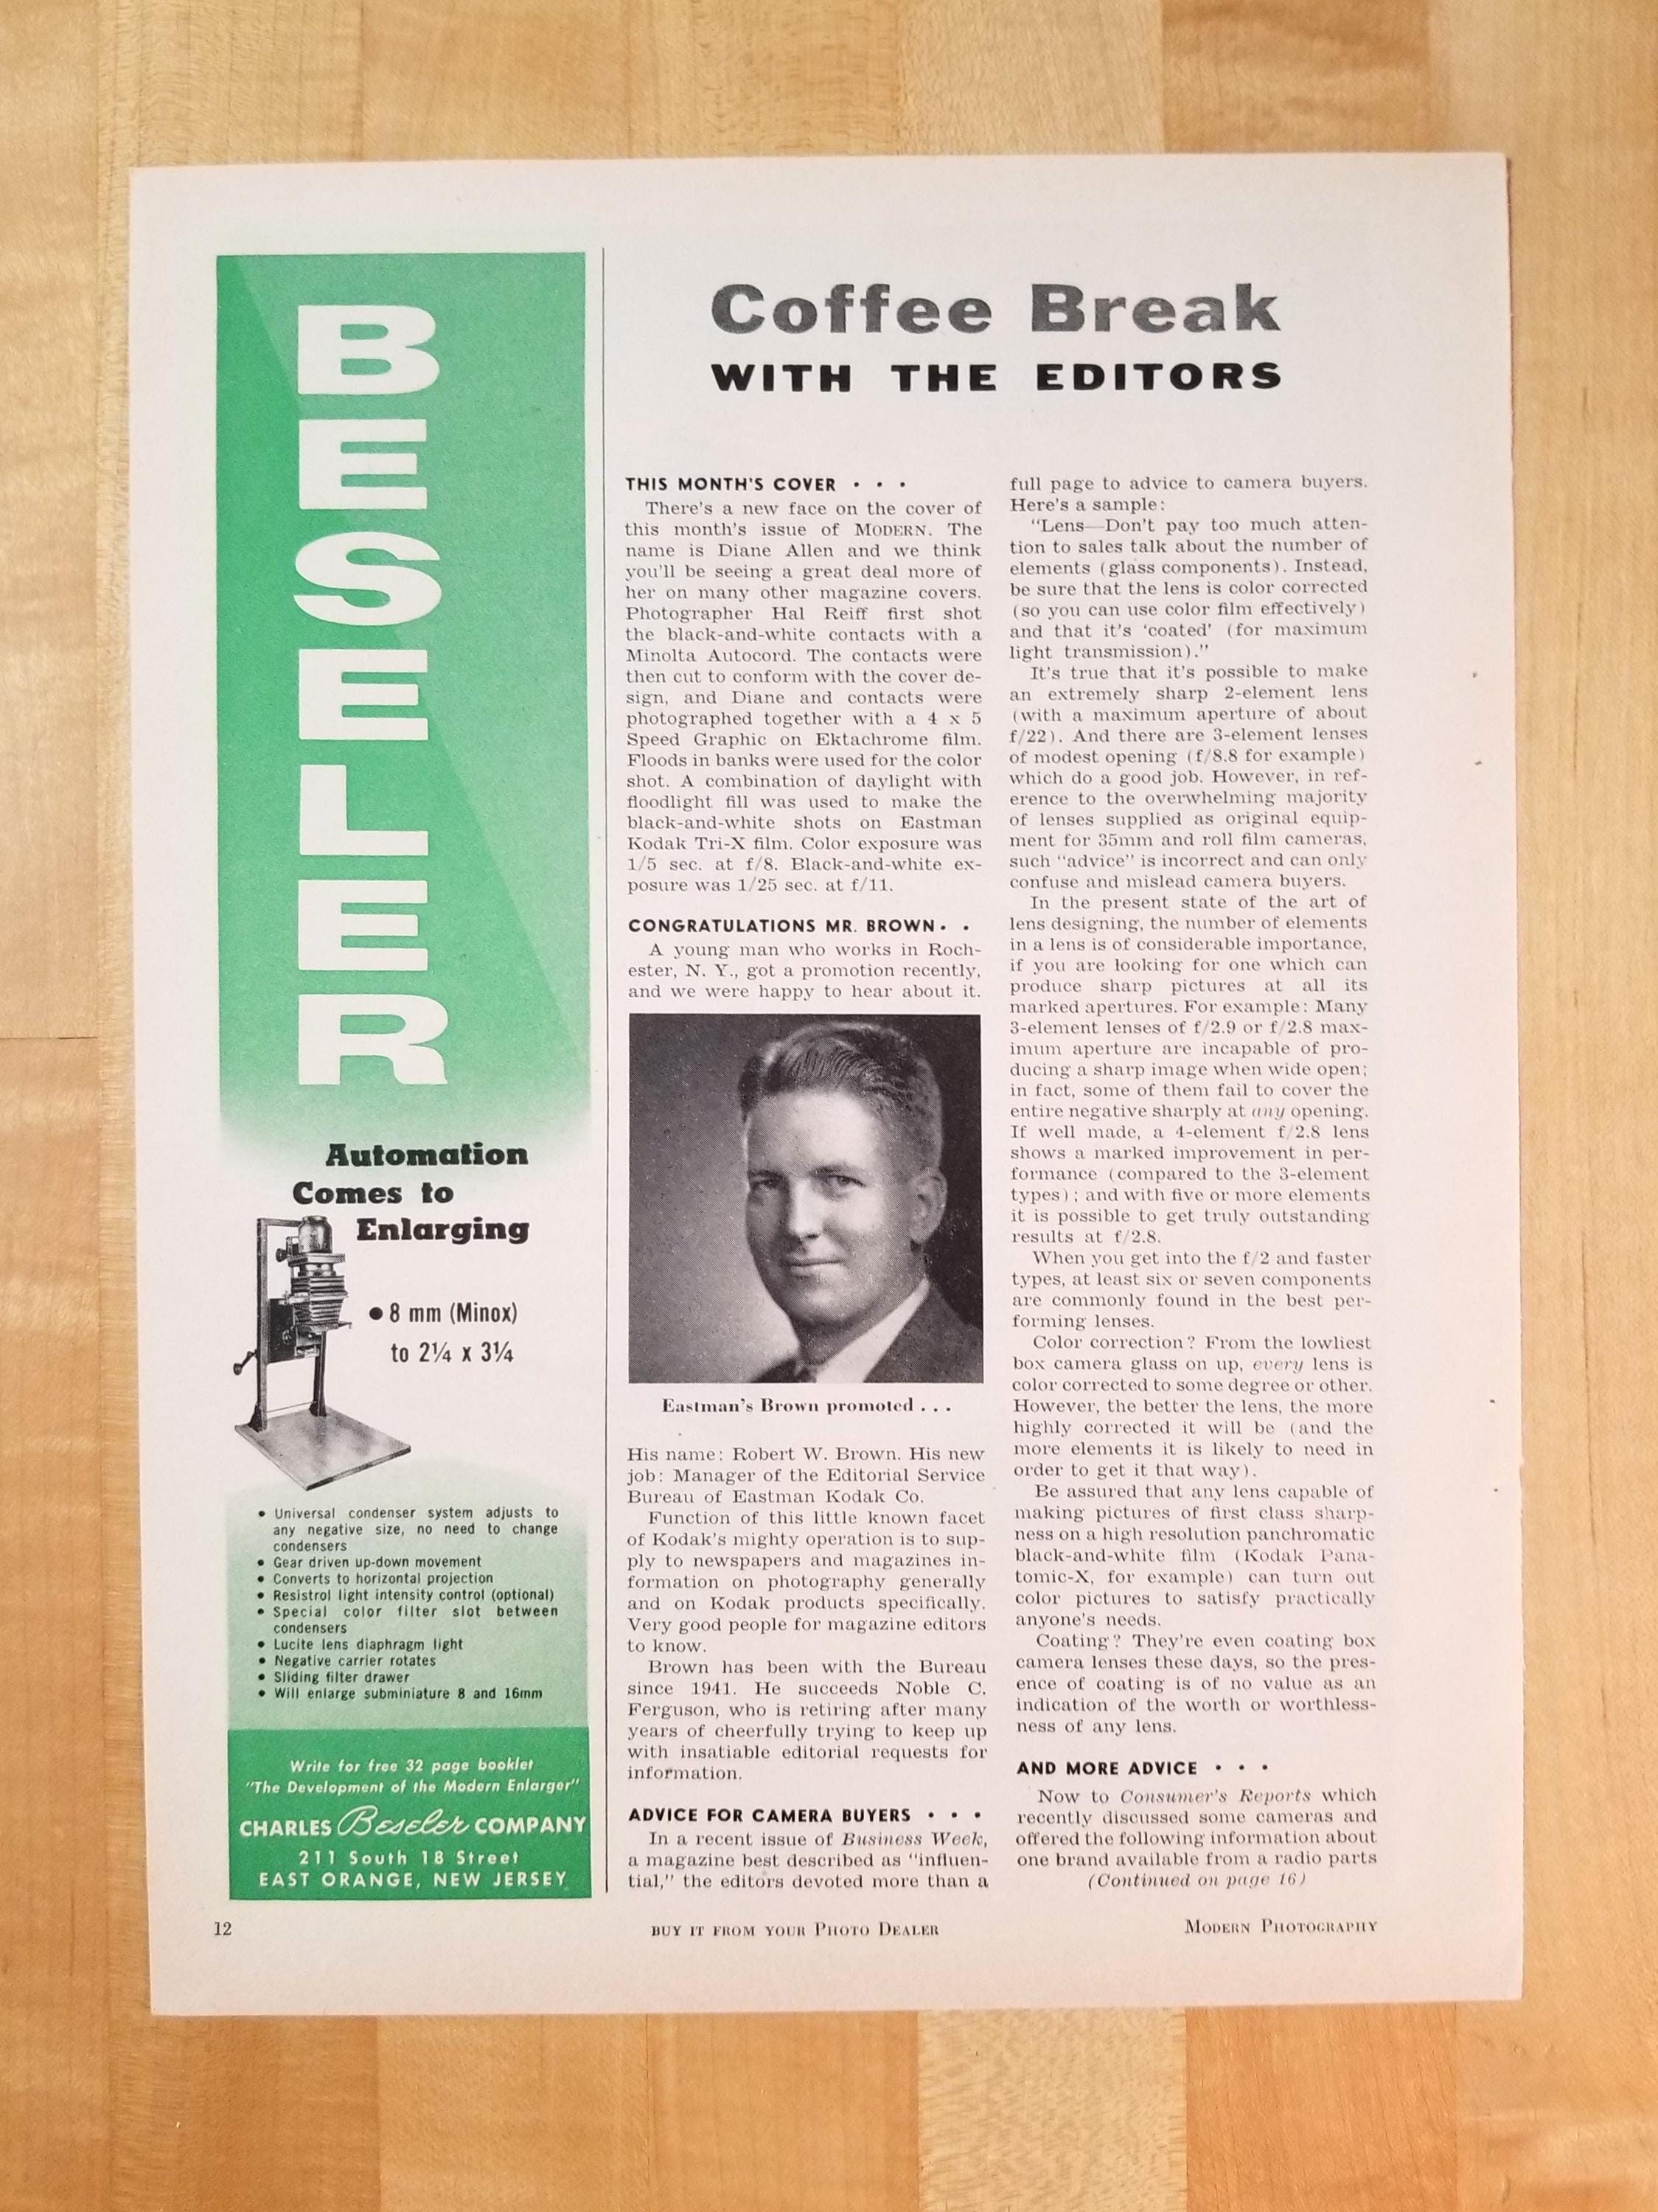 BESELER
Automation
Comes to
Enlarging
• 8 mm (Minox)
to 2¼ x 3¼
• Universal condenser system adjusts to
any negative size, no need to change
condensers
• Gear driven up-down movement
• Converts to horizontal projection
• Resistrol light intensity control (optional)
• Special color filter slot between
condensers
• Lucite lens diaphragm light
• Negative carrier rotates
• Sliding filter drawer
• Will enlarge subminiature 8 and 16mm
Write for free 32 page booklet
"The Development of the Modern Enlarger"
CHARLES Beseler COMPANY
211 South 18 Street
EAST ORANGE, NEW JERSEY
Coffee Break
WITH THE EDITORS
THIS MONTH'S COVER • • •
There's a new face on the cover of
this month's issue of MODERN. The
name is Diane Allen and we think
you'll be seeing a great deal more of
her on many other magazine covers.
Photographer Hal Reiff first shot
the black-and-white contacts with a
Minolta Autocord. The contacts were
then cut to conform with the cover de-
sign, and Diane and contacts were
photographed together with a 4 x 5
Speed Graphic on Ektachrome film.
Floods in banks were used for the color
shot. A combination of daylight with
floodlight fill was used to make the
black-and-white shots on Eastman
Kodak Tri-X film. Color exposure was
1/5 sec. at f/8. Black-and-white ex-
posure was 1/25 sec. at f/11.
CONGRATULATIONS MR. BROWN • •
A young man who works in Roch-
ester, N. Y., got a promotion recently,
and we were happy to hear about it.
Eastman's Brown promoted . . .
His name: Robert W. Brown. His new
job: Manager of the Editorial Service
Bureau of Eastman Kodak Co.
Function of this little known facet
of Kodak's mighty operation is to sup-
ply to newspapers and magazines in-
formation on photography generally
and on Kodak products specifically.
Very good people for magazine editors
to know.
Brown has been with the Bureau
since 1941. He succeeds Noble C.
Ferguson, who is retiring after many
years of cheerfully trying to keep up
with insatiable editorial requests for
information.
ADVICE FOR CAMERA BUYERS • • •
In a recent issue of Business Week,
a magazine best described as "influen-
tial," the editors devoted more than a
full page to advice to camera buyers.
Here's a sample:
"Lens—Don't pay too much atten-
tion to sales talk about the number of
elements (glass components). Instead,
be sure that the lens is color corrected
(so you can use color film effectively)
and that it's 'coated' (for maximum
light transmission)."
It's true that it's possible to make
an extremely sharp 2-element lens
(with a maximum aperture of about
f/22). And there are 3-element lenses
of modest opening (f/8.8 for example)
which do a good job. However, in ref-
erence to the overwhelming majority
of lenses supplied as original equip-
ment for 35mm and roll film cameras,
such "advice" is incorrect and can only
confuse and mislead camera buyers.
In the present state of the art of
lens designing, the number of elements
in a lens is of considerable importance,
if you are looking for one which can
produce sharp pictures at all its
marked apertures. For example: Many
3-element lenses of f/2.9 or f/2.8 max-
imum aperture are incapable of pro-
ducing a sharp image when wide open;
in fact, some of them fail to cover the
entire negative sharply at any opening.
If well made, a 4-element f/2.8 lens
shows a marked improvement in per-
formance (compared to the 3-element
types); and with five or more elements
it is possible to get truly outstanding
results at f/2.8.
When you get into the f/2 and faster
types, at least six or seven components
are commonly found in the best per-
forming lenses.
Color correction? From the lowliest
box camera glass on up, every lens is
color corrected to some degree or other.
However, the better the lens, the more
highly corrected it will be (and the
more elements it is likely to need in
order to get it that way).
Be assured that any lens capable of
making pictures of first class sharp-
ness on a high resolution panchromatic
black-and-white film (Kodak Pana-
tomic-X, for example) can turn out
color pictures to satisfy practically
anyone's needs.
Coating? They're even coating box
camera lenses these days, so the pres-
ence of coating is of no value as an
indication of the worth or worthless-
ness of any lens.
AND MORE ADVICE • • •
Now to Consumer's Reports which
recently discussed some cameras and
offered the following information about
one brand available from a radio parts
(Continued on page 16)
12
BUY IT FROM YOUR PHOTO DEALER
MODERN PHOTOGRAPHY